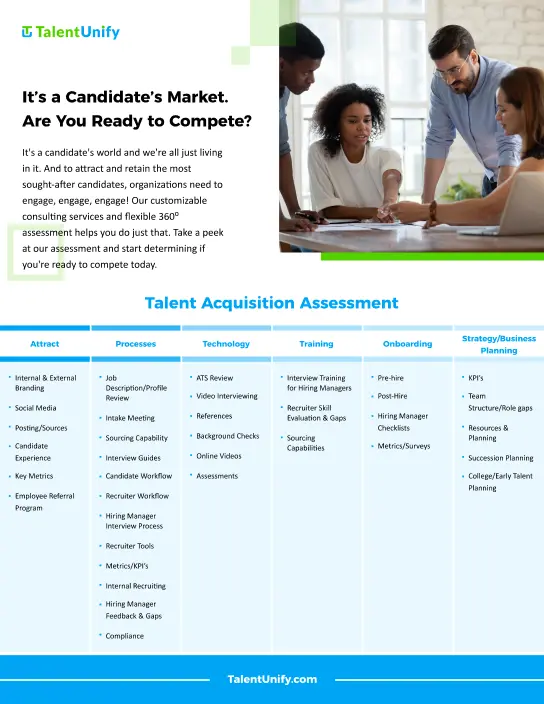 TalentUnify
It's a Candidate's Market.
Are You Ready to Compete?
It's a candidate's world and we're all just living
in it. And to attract and retain the most
sought-after candidates, organizations need to
engage, engage, engage! Our customizable
consulting services and flexible 360º
assessment helps you do just that. Take a peek
at our assessment and start determining if
you're ready to compete today.
Talent Acquisition Assessment
Attract
• Internal & External
Branding
• Social Media
• Posting/Sources
• Candidate
Experience
• Key Metrics
• Employee Referral
Program
Processes
• Job
Description/Profile
Review
• Intake Meeting
• Sourcing Capability
• Interview Guides
• Candidate Workflow
• Recruiter Workflow
• Hiring Manager
Interview Process
• Recruiter Tools
• Metrics/KPI's
• Internal Recruiting
• Hiring Manager
Feedback & Gaps
• Compliance
Technology
• ATS Review
• Video Interviewing
• References
• Background Checks
• Online Videos
• Assessments
Training
• Interview Training
for Hiring Managers
• Recruiter Skill
Evaluation & Gaps
• Sourcing
Capabilities
Onboarding
• Pre-hire
• Post-Hire
• Hiring Manager
Checklists
• Metrics/Surveys
Strategy/Business
Planning
• KPI's
• Team
Structure/Role gaps
• Resources &
Planning
• Succession Planning
• College/Early Talent
Planning
TalentUnify.com